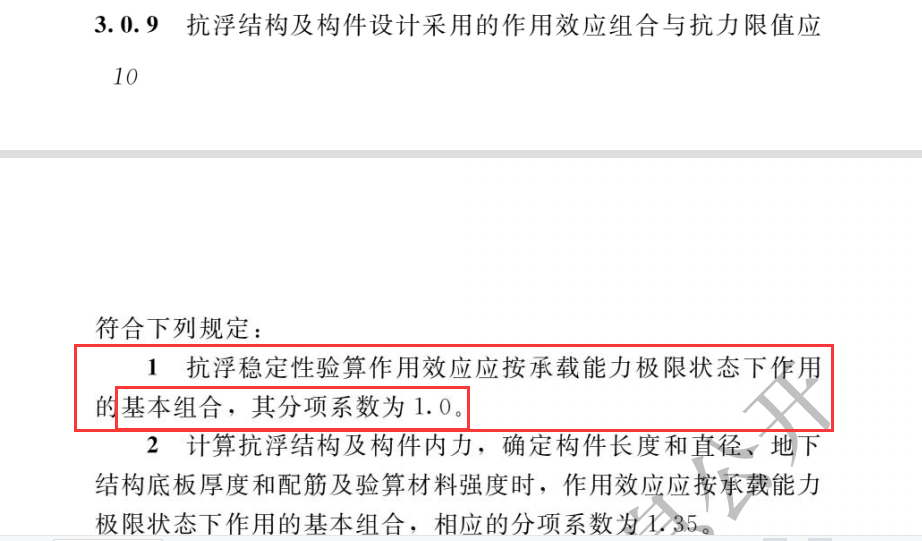 3.0.9 抗浮结构及构件设计采用的作用效应组合与抗力限值应
10
符合下列规定：
1 抗浮稳定性验算作用效应应按承载能力极限状态下作用
的基本组合，其分项系数为 1.0。
2 计算抗浮结构及构件内力，确定构件长度和直径、地下
结构底板厚度和配筋及验算材料强度时，作用效应应按承载能力
极限状态下作用的基本组合，相应的分项系数为 1.35。
公开